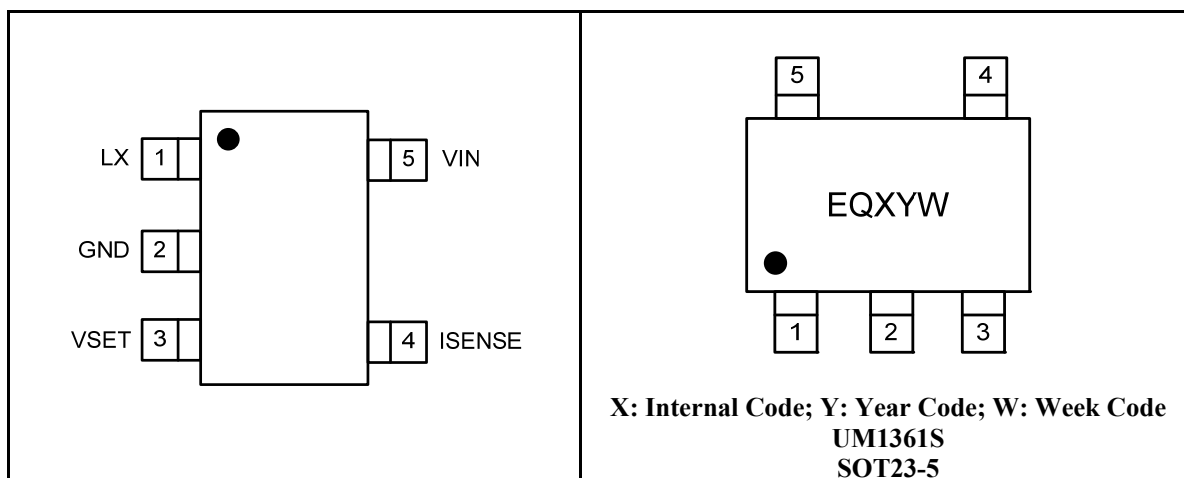 LX 1
5 VIN
GND 2
VSET 3
4 ISENSE
5 4
EQXYW
1 2 3
X: Internal Code; Y: Year Code; W: Week Code
UM1361S
SOT23-5